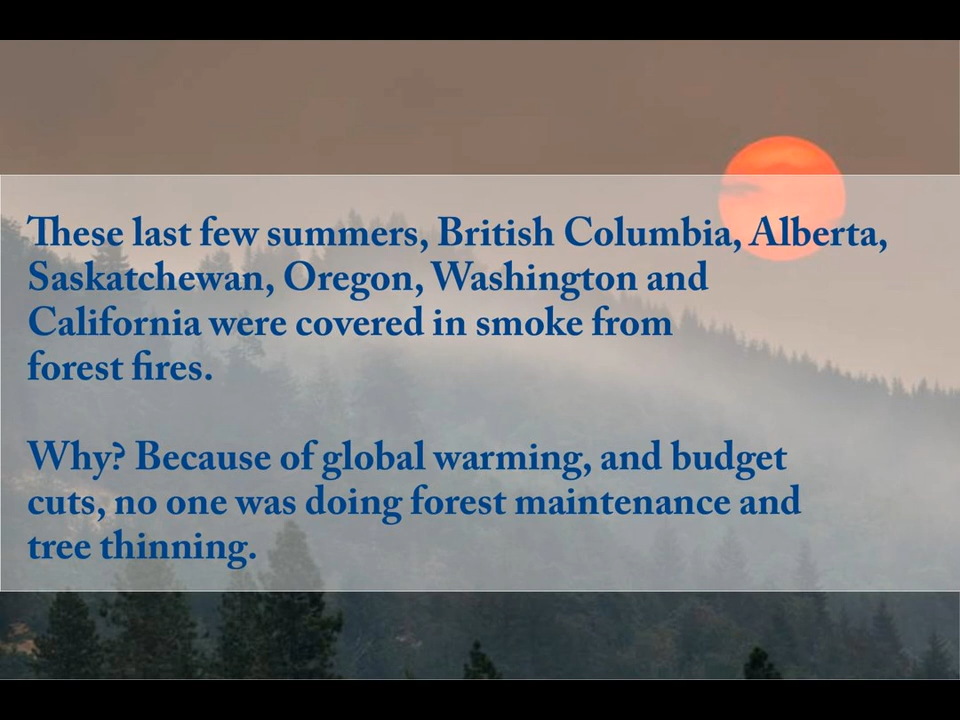 These last few summers, British Columbia, Alberta,
Saskatchewan, Oregon, Washington and
California were covered in smoke from
forest fires.
Why? Because of global warming, and budget
cuts, no one was doing forest maintenance and
tree thinning.